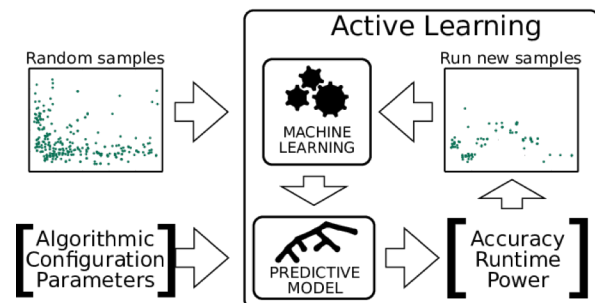 Active Learning
Random samples
Run new samples
MACHINE
LEARNING
Algorithmic
Configuration
Parameters
PREDICTIVE
MODEL
Accuracy
Runtime
Power